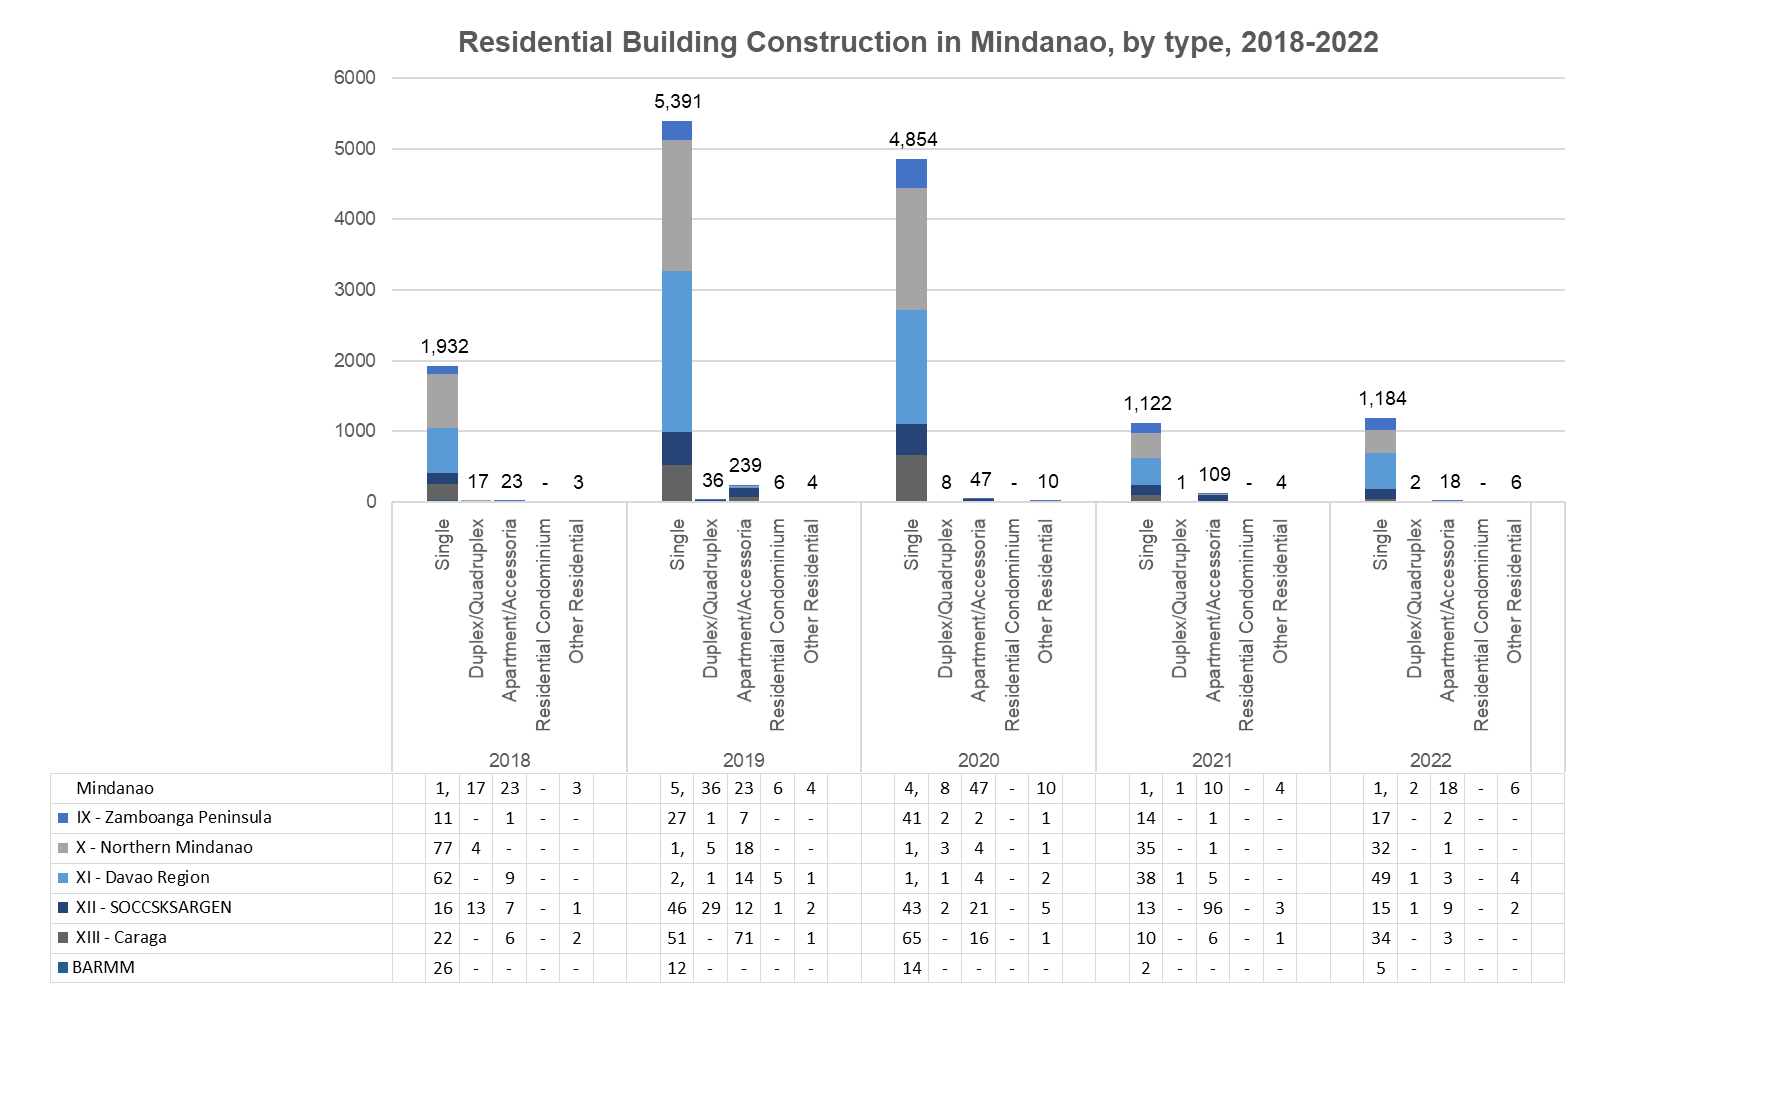 Residential Building Construction in Mindanao, by type, 2018-2022
6000
5000
4000
3000
2000
1000
0
1,932 17 23 - 3
5,391 36 239 6 4
4,854 8 47 - 10
1,122 1 109 - 4
1,184 2 18 - 6
Single Duplex/Quadruplex Apartment/Accessoria Residential Condominium Other Residential
Single Duplex/Quadruplex Apartment/Accessoria Residential Condominium Other Residential
Single Duplex/Quadruplex Apartment/Accessoria Residential Condominium Other Residential
Single Duplex/Quadruplex Apartment/Accessoria Residential Condominium Other Residential
Single Duplex/Quadruplex Apartment/Accessoria Residential Condominium Other Residential
2018 2019 2020 2021 2022
Mindanao 1, 17 23 - 3 5, 36 23 6 4 4, 8 47 - 10 1, 1 10 - 4 1, 2 18 - 6
IX - Zamboanga Peninsula 11 - 1 - - 27 1 7 - - 41 2 2 - 1 14 - 1 - - 17 - 2 - -
X - Northern Mindanao 77 4 - - - 1, 5 18 - - 1, 3 4 - 1 35 - 1 - - 32 - 1 - -
XI - Davao Region 62 - 9 - - 2, 1 14 5 1 1, 1 4 - 2 38 1 5 - - 49 1 3 - 4
XII - SOCCSKSARGEN 16 13 7 - 1 46 29 12 1 2 43 2 21 - 5 13 - 96 - 3 15 1 9 - 2
XIII - Caraga 22 - 6 - 2 51 - 71 - 1 65 - 16 - 1 10 - 6 - 1 34 - 3 - -
BARMM 26 - - - - 12 - - - - 14 - - - - 2 - - - - 5 - - - -